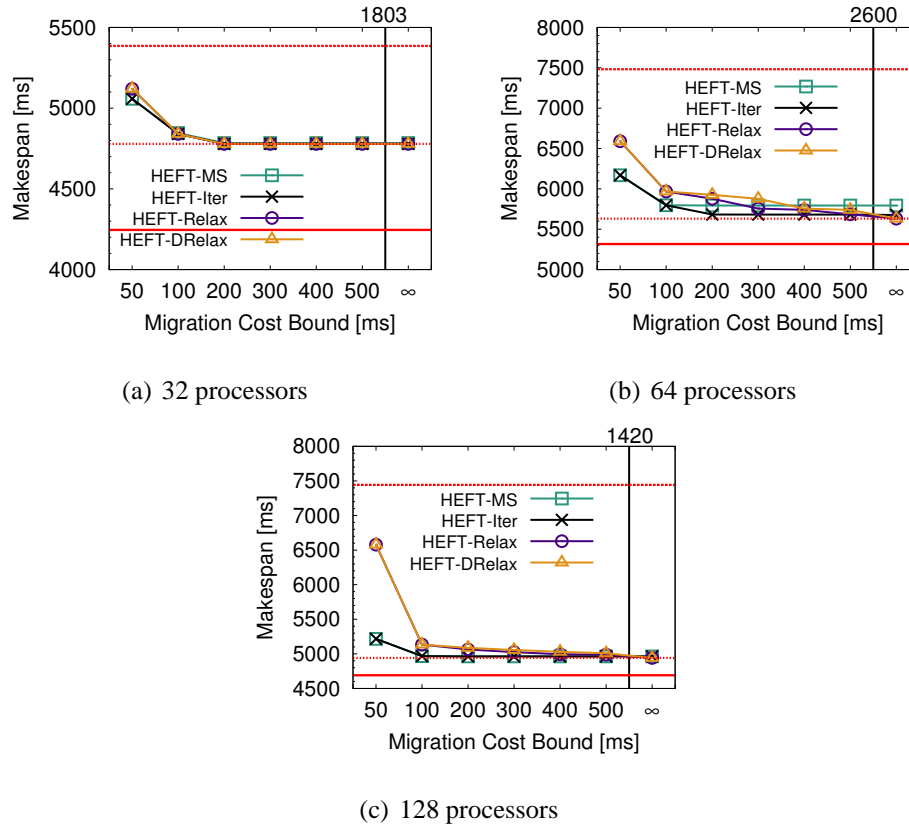 1803
5500
5000
4500
4000
Makespan [ms]
HEFT-MS
HEFT-Iter
HEFT-Relax
HEFT-DRelax
50 100 200 300 400 500 ∞
Migration Cost Bound [ms]
(a) 32 processors
2600
8000
7500
7000
6500
6000
5500
5000
Makespan [ms]
HEFT-MS
HEFT-Iter
HEFT-Relax
HEFT-DRelax
50 100 200 300 400 500 ∞
Migration Cost Bound [ms]
(b) 64 processors
1420
8000
7500
7000
6500
6000
5500
5000
4500
Makespan [ms]
HEFT-MS
HEFT-Iter
HEFT-Relax
HEFT-DRelax
50 100 200 300 400 500 ∞
Migration Cost Bound [ms]
(c) 128 processors